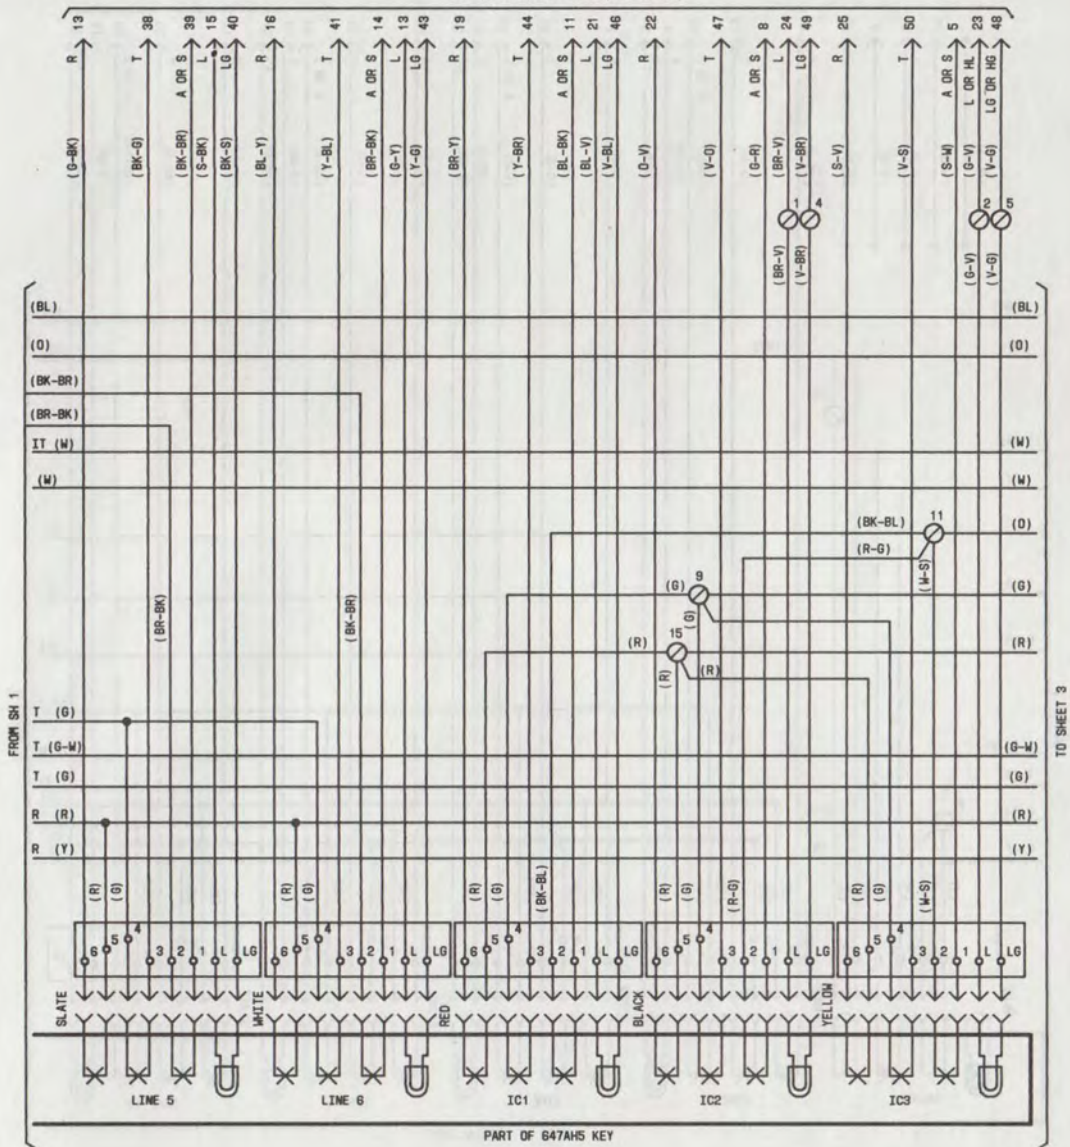 13 38 39 15 40 16 41 14 13 43 19 44 11 21 46 22 47 8 24 49 25 50 5 23 48
R T A OR S L LG R T A OR S L LG R T A OR S L LG R T A OR S L LG R T A OR S L OR HL LG OR HG
(G-BK) (BK-G) (BK-BR) (S-BK) (BK-S) (BL-Y) (Y-BL) (BR-BK) (G-Y) (Y-G) (BR-Y) (Y-BR) (BL-BK) (BL-V) (V-BL) (O-V) (V-O) (G-R) (BR-V) (V-BR) (S-V) (V-S) (S-W) (G-V) (V-G)
1 4 2 5
(BR-V) (V-BR) (G-V) (V-G)
(BL) (BL)
(O) (O)
(BK-BR)
(BR-BK)
IT (W) (W)
(W)
(BK-BL) 11 (O)
(R-G) (W-S)
(G) 9 (G)
(G)
(BR-BK) (BK-BR)
(R) 15 (R)
(R) (R)
FROM SH 1
TO SHEET 3
T (G)
T (G-W) (G-W)
T (G) (G)
R (R) (R)
R (Y) (Y)
(R) (G) (R) (G) (R) (G) (BK-BL) (R) (G) (R-G) (R) (G) (W-S)
6 5 4 3 2 1 L LG 6 5 4 3 2 1 L LG 6 5 4 3 2 1 L LG 6 5 4 3 2 1 L LG 6 5 4 3 2 1 L LG
SLATE WHITE RED BLACK YELLOW
LINE 5 LINE 6 IC1 IC2 IC3
PART OF 647AH5 KEY